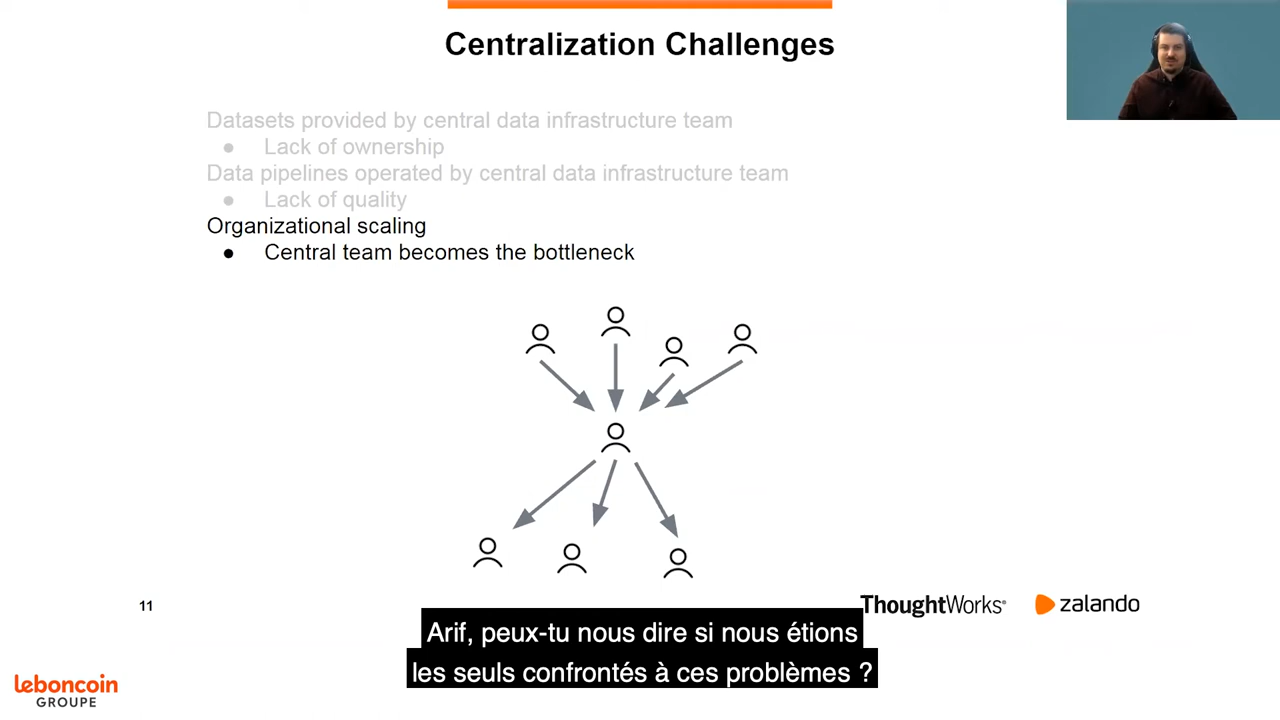 Centralization Challenges
Datasets provided by central data infrastructure team
● Lack of ownership
Data pipelines operated by central data infrastructure team
● Lack of quality
Organizational scaling
● Central team becomes the bottleneck
11
ThoughtWorks®
zalando
Arif, peux-tu nous dire si nous étions
les seuls confrontés à ces problèmes ?
leboncoin
GROUPE